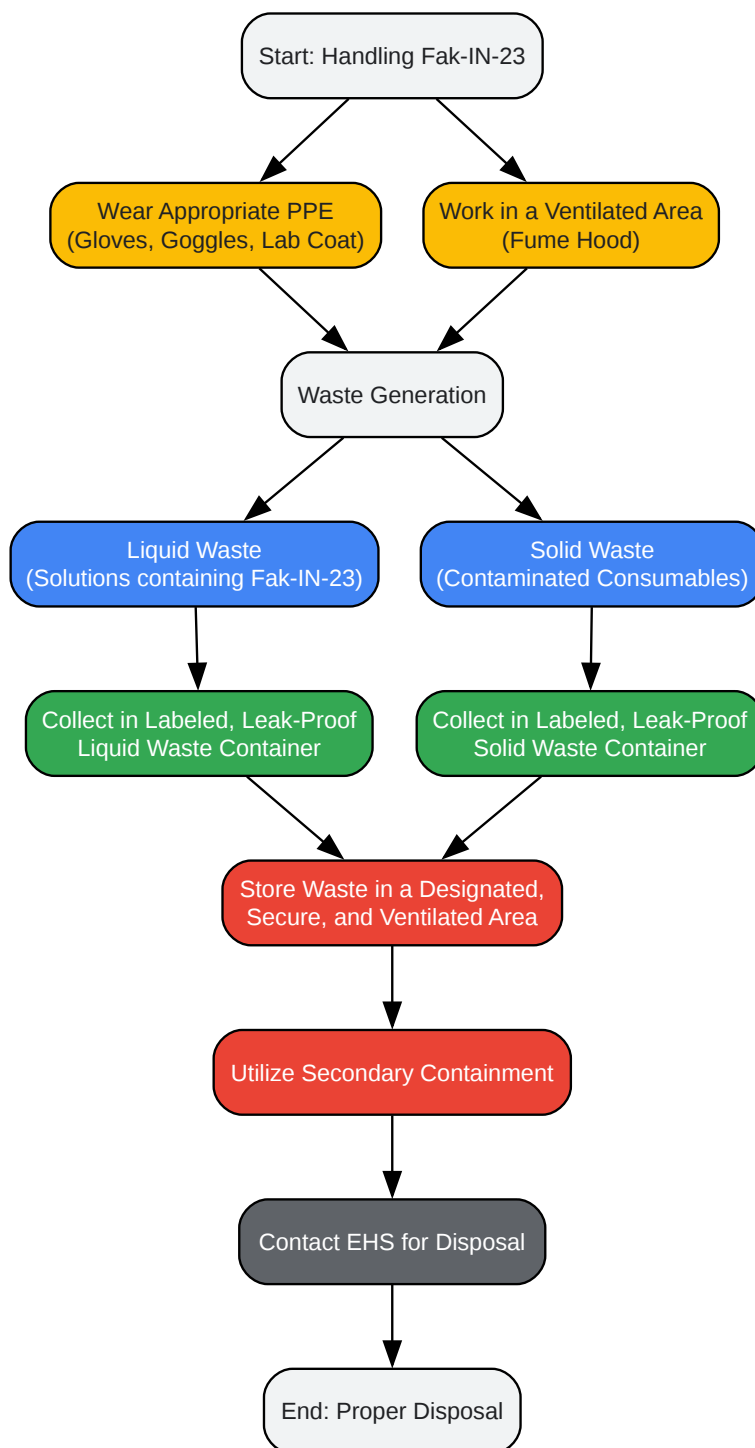 Start: Handling Fak-IN-23
Wear Appropriate PPE
(Gloves, Goggles, Lab Coat)
Work in a Ventilated Area
(Fume Hood)
Waste Generation
Liquid Waste
(Solutions containing Fak-IN-23)
Solid Waste
(Contaminated Consumables)
Collect in Labeled, Leak-Proof
Liquid Waste Container
Collect in Labeled, Leak-Proof
Solid Waste Container
Store Waste in a Designated,
Secure, and Ventilated Area
Utilize Secondary Containment
Contact EHS for Disposal
End: Proper Disposal